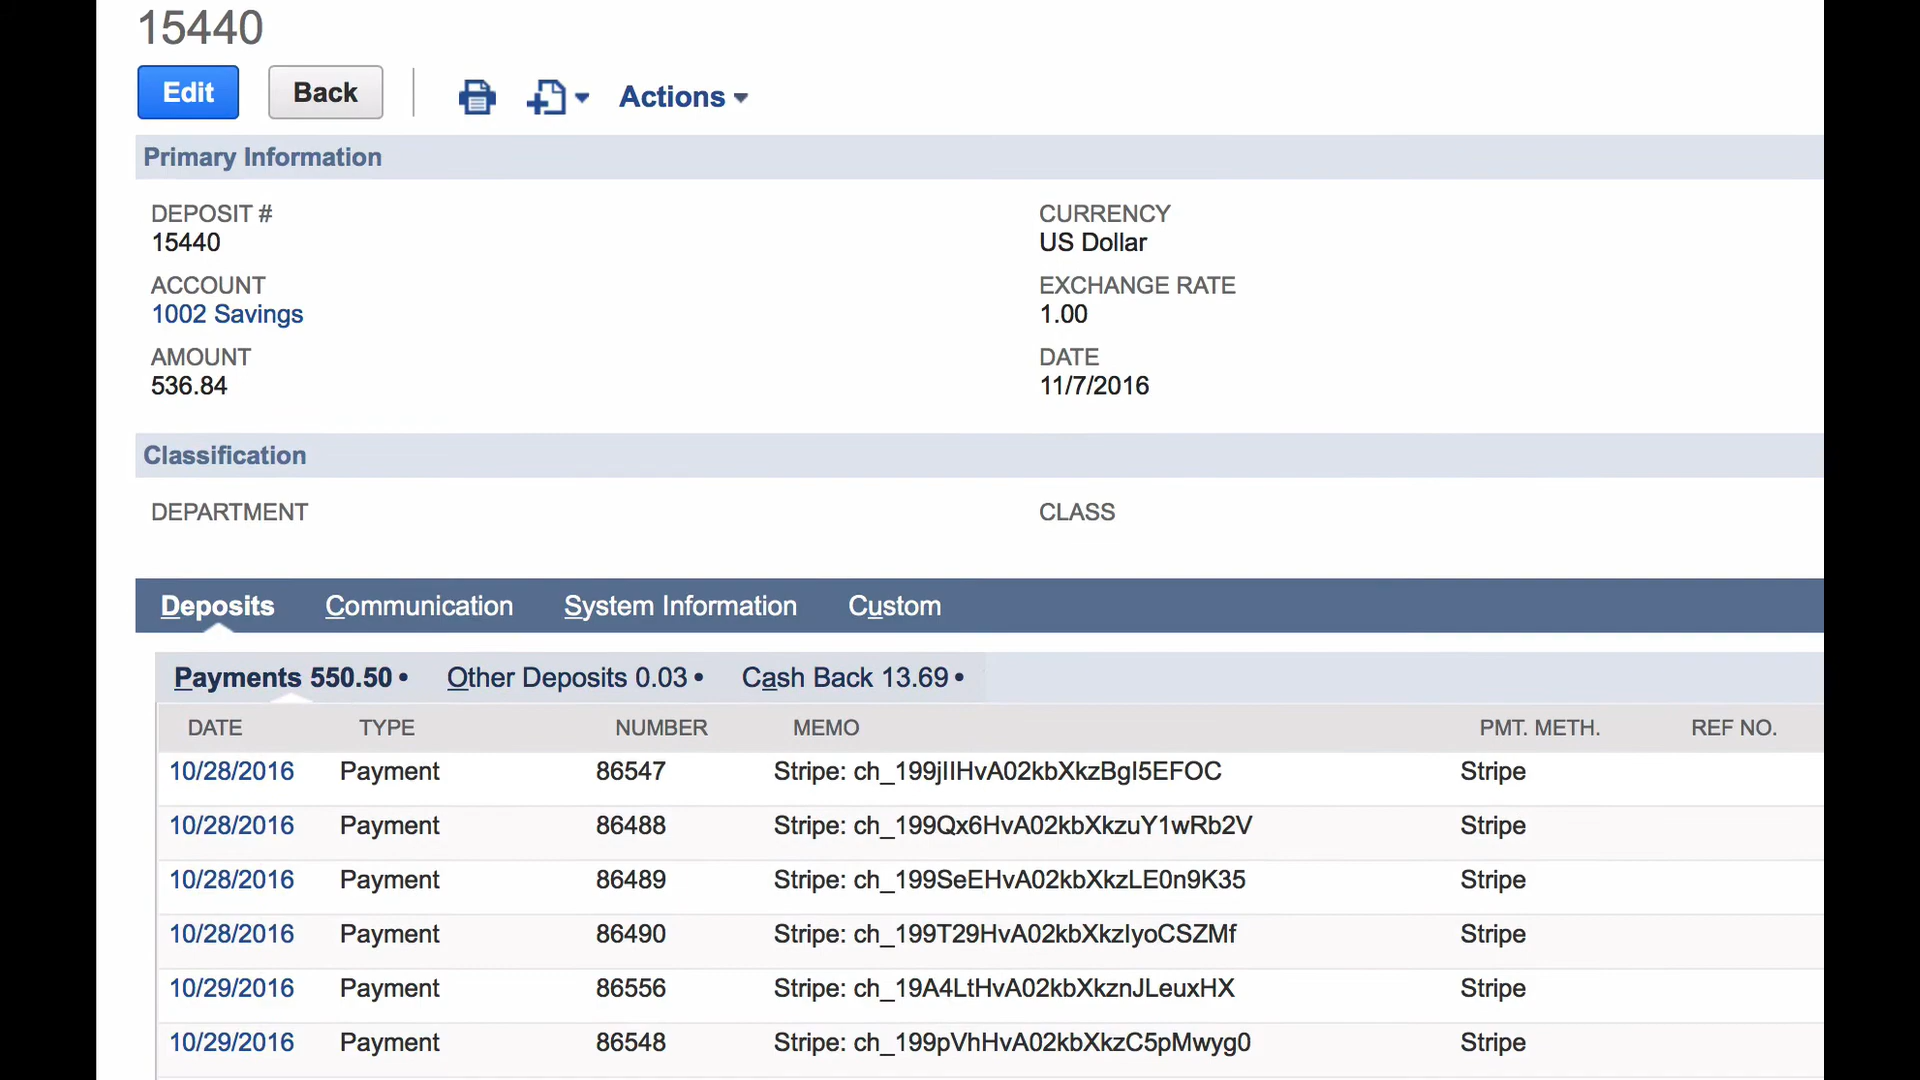 15440
Edit Back Actions
Primary Information
DEPOSIT # CURRENCY
15440 US Dollar
ACCOUNT EXCHANGE RATE
1002 Savings 1.00
AMOUNT DATE
536.84 11/7/2016
Classification
DEPARTMENT CLASS
Deposits Communication System Information Custom
Payments 550.50 • Other Deposits 0.03 • Cash Back 13.69 •
DATE TYPE NUMBER MEMO PMT. METH. REF NO.
10/28/2016 Payment 86547 Stripe: ch_199jIIHvA02kbXkzBgI5EFOC Stripe
10/28/2016 Payment 86488 Stripe: ch_199Qx6HvA02kbXkzuY1wRb2V Stripe
10/28/2016 Payment 86489 Stripe: ch_199SeEHvA02kbXkzLE0n9K35 Stripe
10/28/2016 Payment 86490 Stripe: ch_199T29HvA02kbXkzIyoCSZMf Stripe
10/29/2016 Payment 86556 Stripe: ch_19A4LtHvA02kbXkznJLeuxHX Stripe
10/29/2016 Payment 86548 Stripe: ch_199pVhHvA02kbXkzC5pMwyg0 Stripe